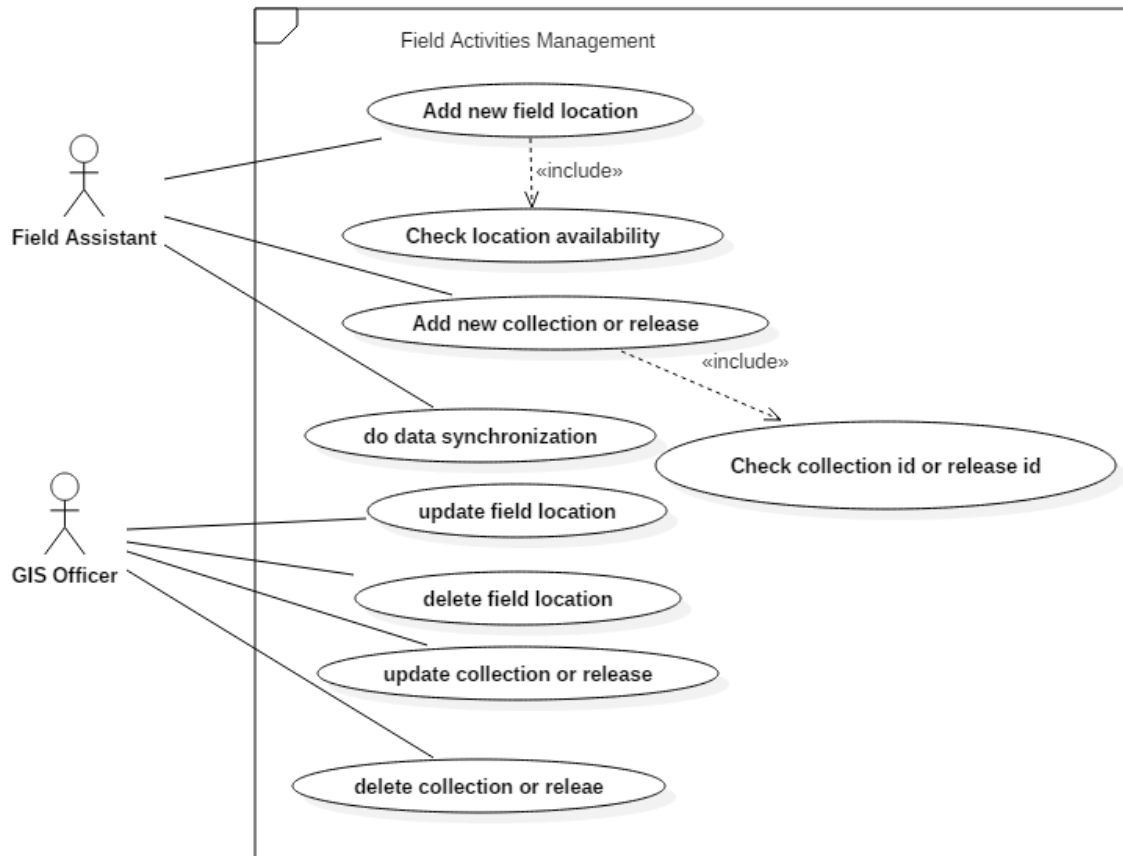 Field Activities Management
Add new field location
«include»
Field Assistant
Check location availability
Add new collection or release
«include»
do data synchronization
Check collection id or release id
update field location
GIS Officer
delete field location
update collection or release
delete collection or releae